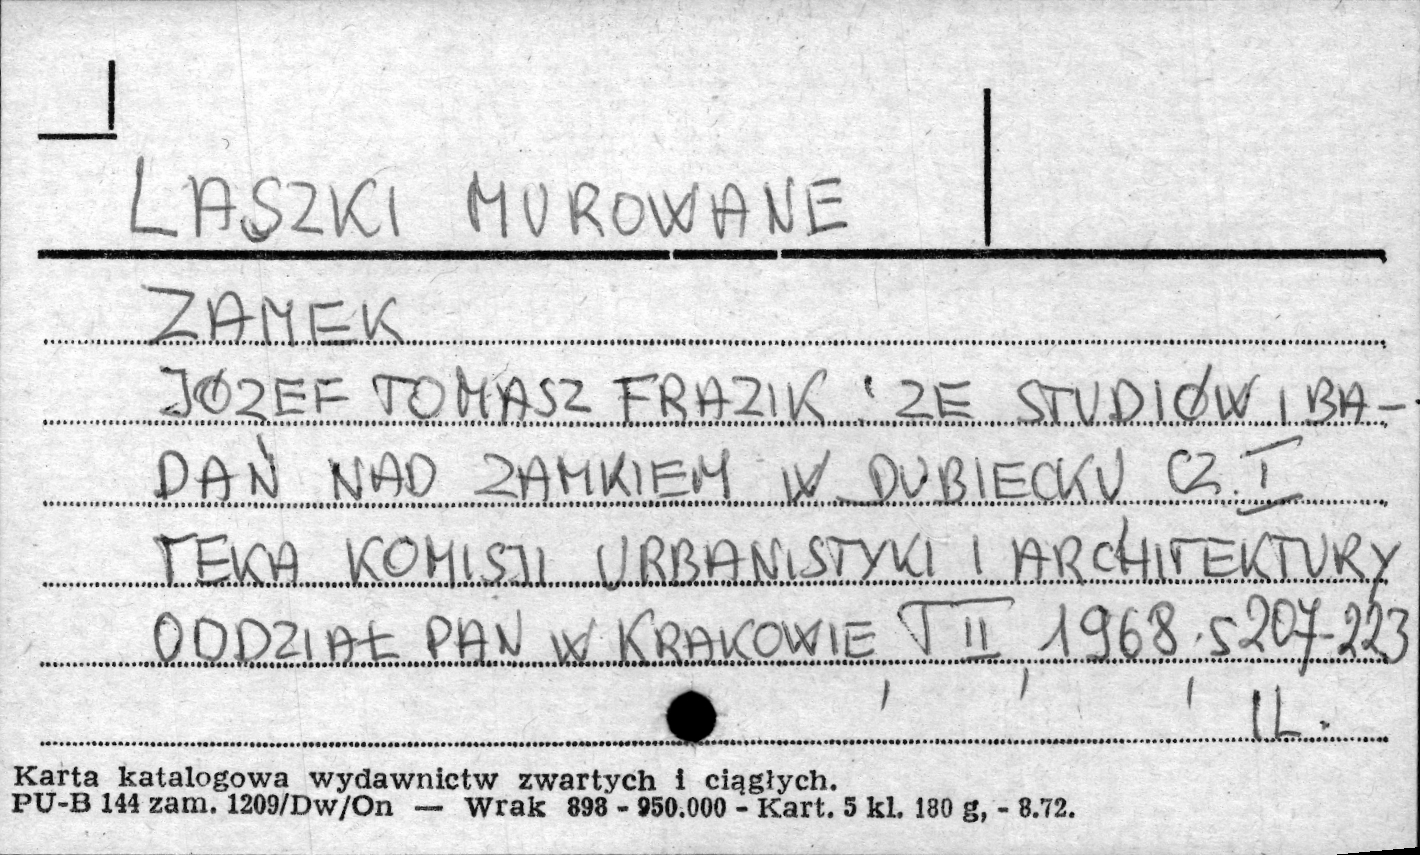 LASZKI MUROWANE
ZAMEK
JÓZEF TOMASZ FRAZIK : ZE STUDIÓW I BA-
DAŃ NAD ZAMKIEM W DUBIECKU CZ. I
TEKA KOMISJI URBANISTYKI I ARCHITEKTURY
ODDZIAŁ PAN W KRAKOWIE T II 1968. S 207-223
, , , IL.
Karta katalogowa wydawnictw zwartych i ciągłych.
PU-B 144 zam. 1209/Dw/On — Wrak 898 - 950.000 - Kart. 5 kl. 180 g, - 8.72.